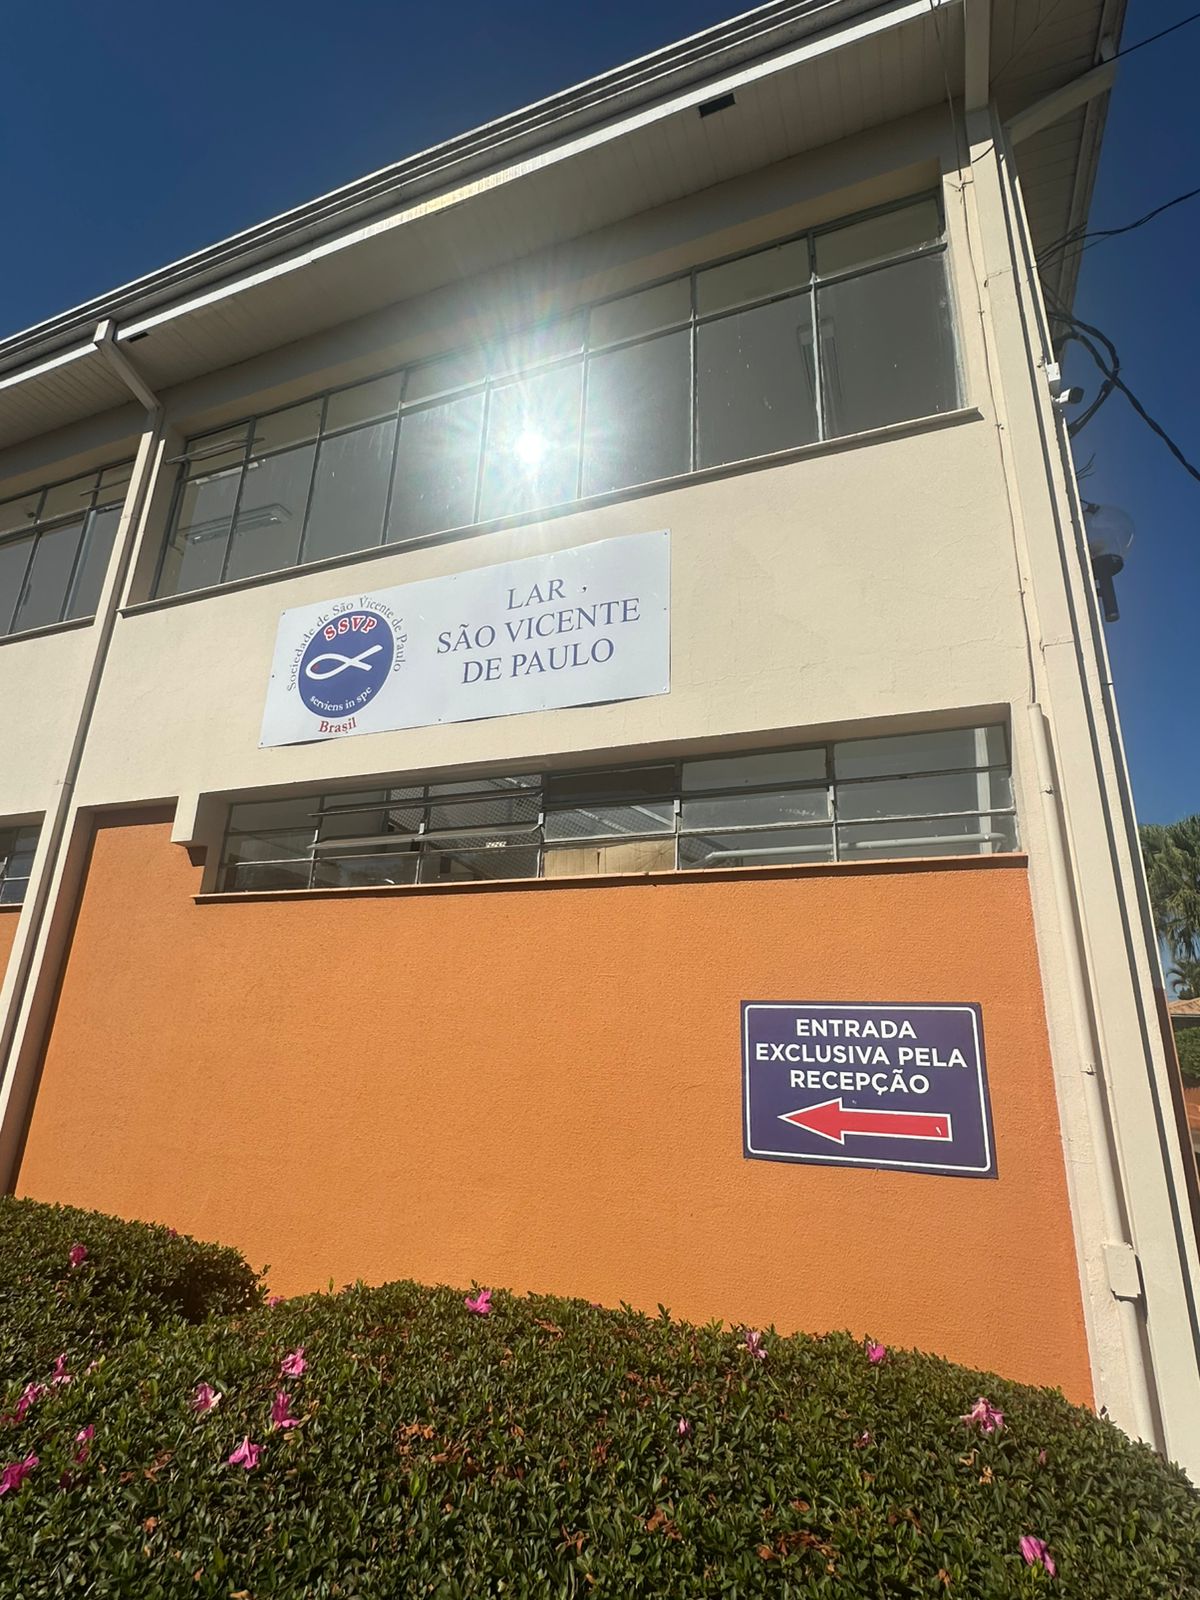 Sociedade de São Vicente de Paulo
SSVP
serviens in spe
Brasil
LAR
SÃO VICENTE
DE PAULO
ENTRADA
EXCLUSIVA PELA
RECEPÇÃO